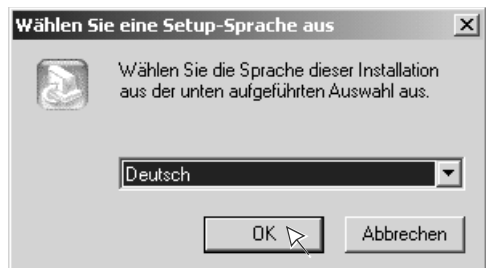 Wählen Sie eine Setup-Sprache aus
Wählen Sie die Sprache dieser Installation
aus der unten aufgeführten Auswahl aus.
Deutsch
OK
Abbrechen